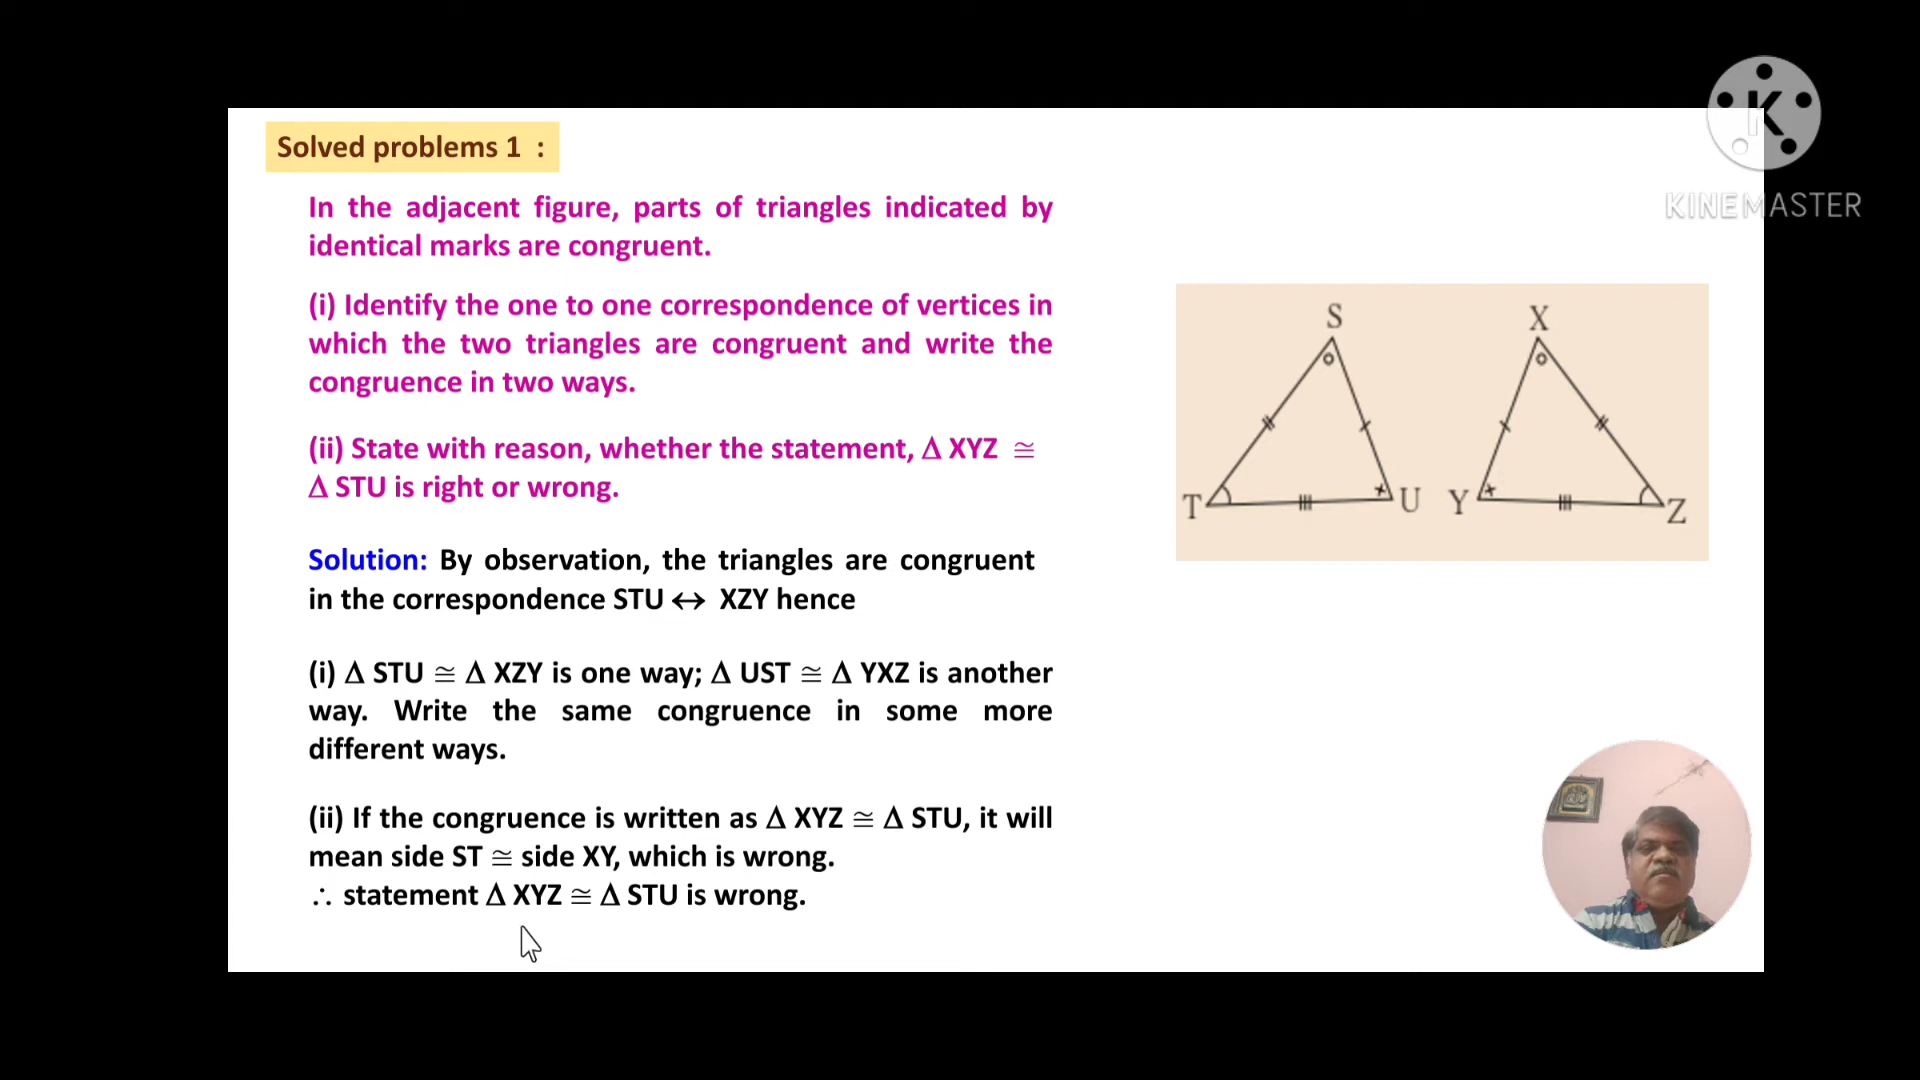 Solved problems 1 :
In the adjacent figure, parts of triangles indicated by
identical marks are congruent.
(i) Identify the one to one correspondence of vertices in
which the two triangles are congruent and write the
congruence in two ways.
(ii) State with reason, whether the statement, Δ XYZ ≅
Δ STU is right or wrong.
Solution: By observation, the triangles are congruent
in the correspondence STU ↔ XZY hence
(i) Δ STU ≅ Δ XZY is one way; Δ UST ≅ Δ YXZ is another
way. Write the same congruence in some more
different ways.
(ii) If the congruence is written as Δ XYZ ≅ Δ STU, it will
mean side ST ≅ side XY, which is wrong.
∴ statement Δ XYZ ≅ Δ STU is wrong.
S X
T U Y Z
K
KINEMASTER